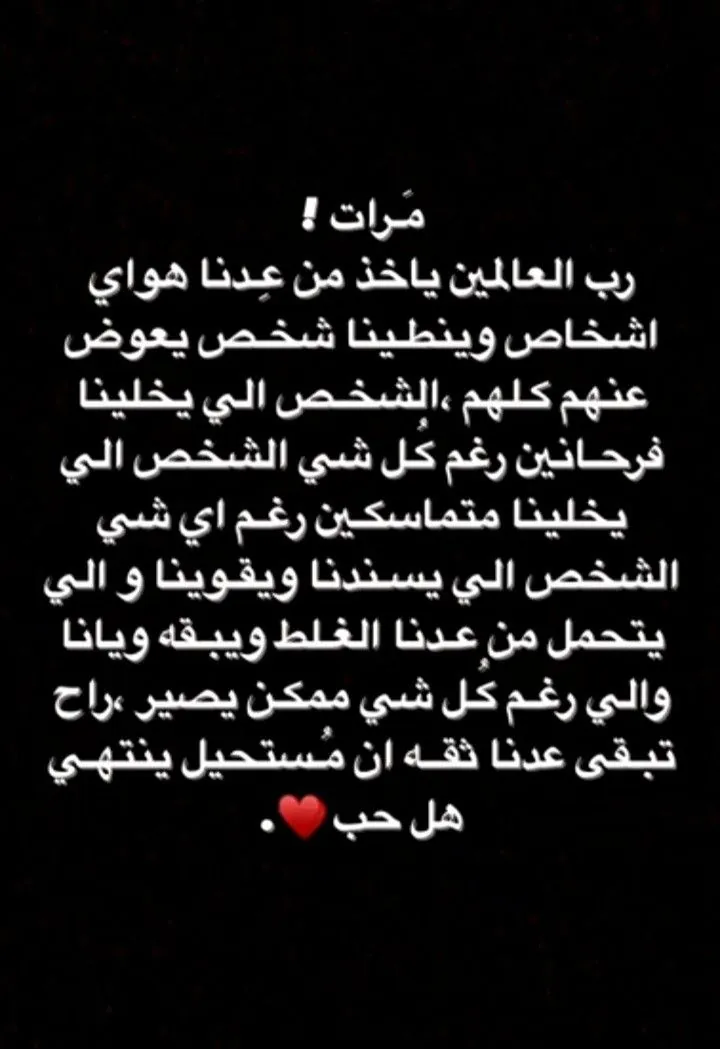 مَرات !
رب العالمين ياخذ من عِدنا هواي
اشخاص وينطينا شخص يعوض
عنهم كلهم ،الشخص الي يخلينا
فرحانين رغم كُل شي الشخص الي
يخلينا متماسكين رغم اي شي
الشخص الي يسندنا ويقوينا و الي
يتحمل من عدنا الغلط ويبقه ويانا
والي رغم كُل شي ممكن يصير ،راح
تبقى عدنا ثقه ان مُستحيل ينتهي
هل حب ♥️.